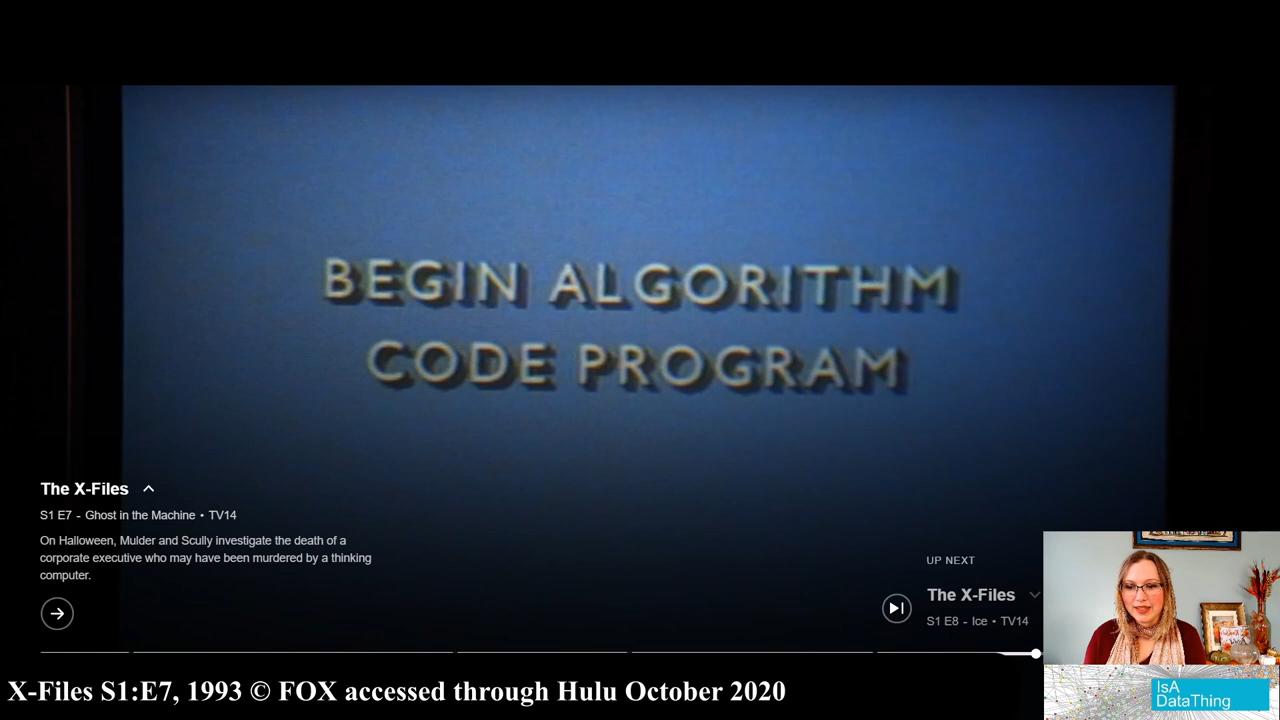 BEGIN ALGORITHM
CODE PROGRAM
The X-Files
S1 E7 - Ghost in the Machine • TV14
On Halloween, Mulder and Scully investigate the death of a
corporate executive who may have been murdered by a thinking
computer.
UP NEXT
The X-Files
S1 E8 - Ice • TV14
X-Files S1:E7, 1993 © FOX accessed through Hulu October 2020
IsA
DataThing